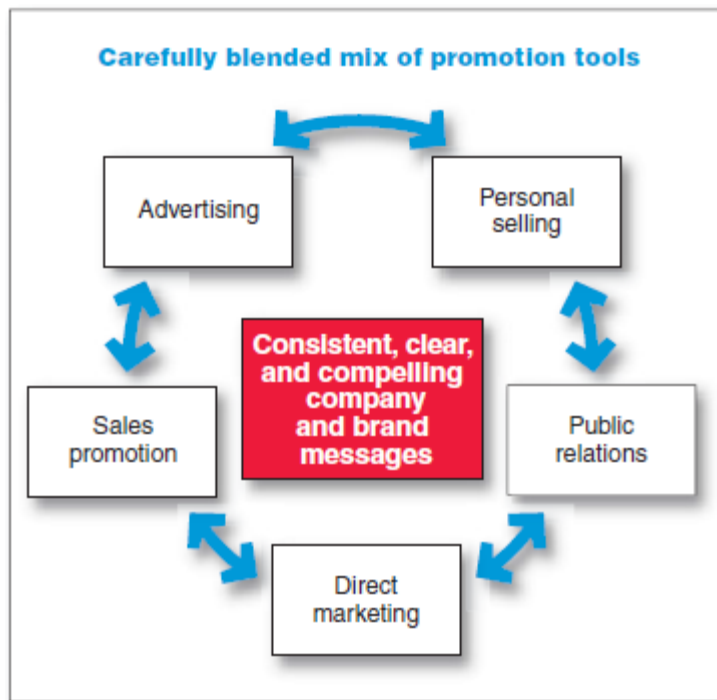 Carefully blended mix of promotion tools
Advertising
Personal
selling
Consistent, clear,
and compelling
company
and brand
messages
Sales
promotion
Public
relations
Direct
marketing